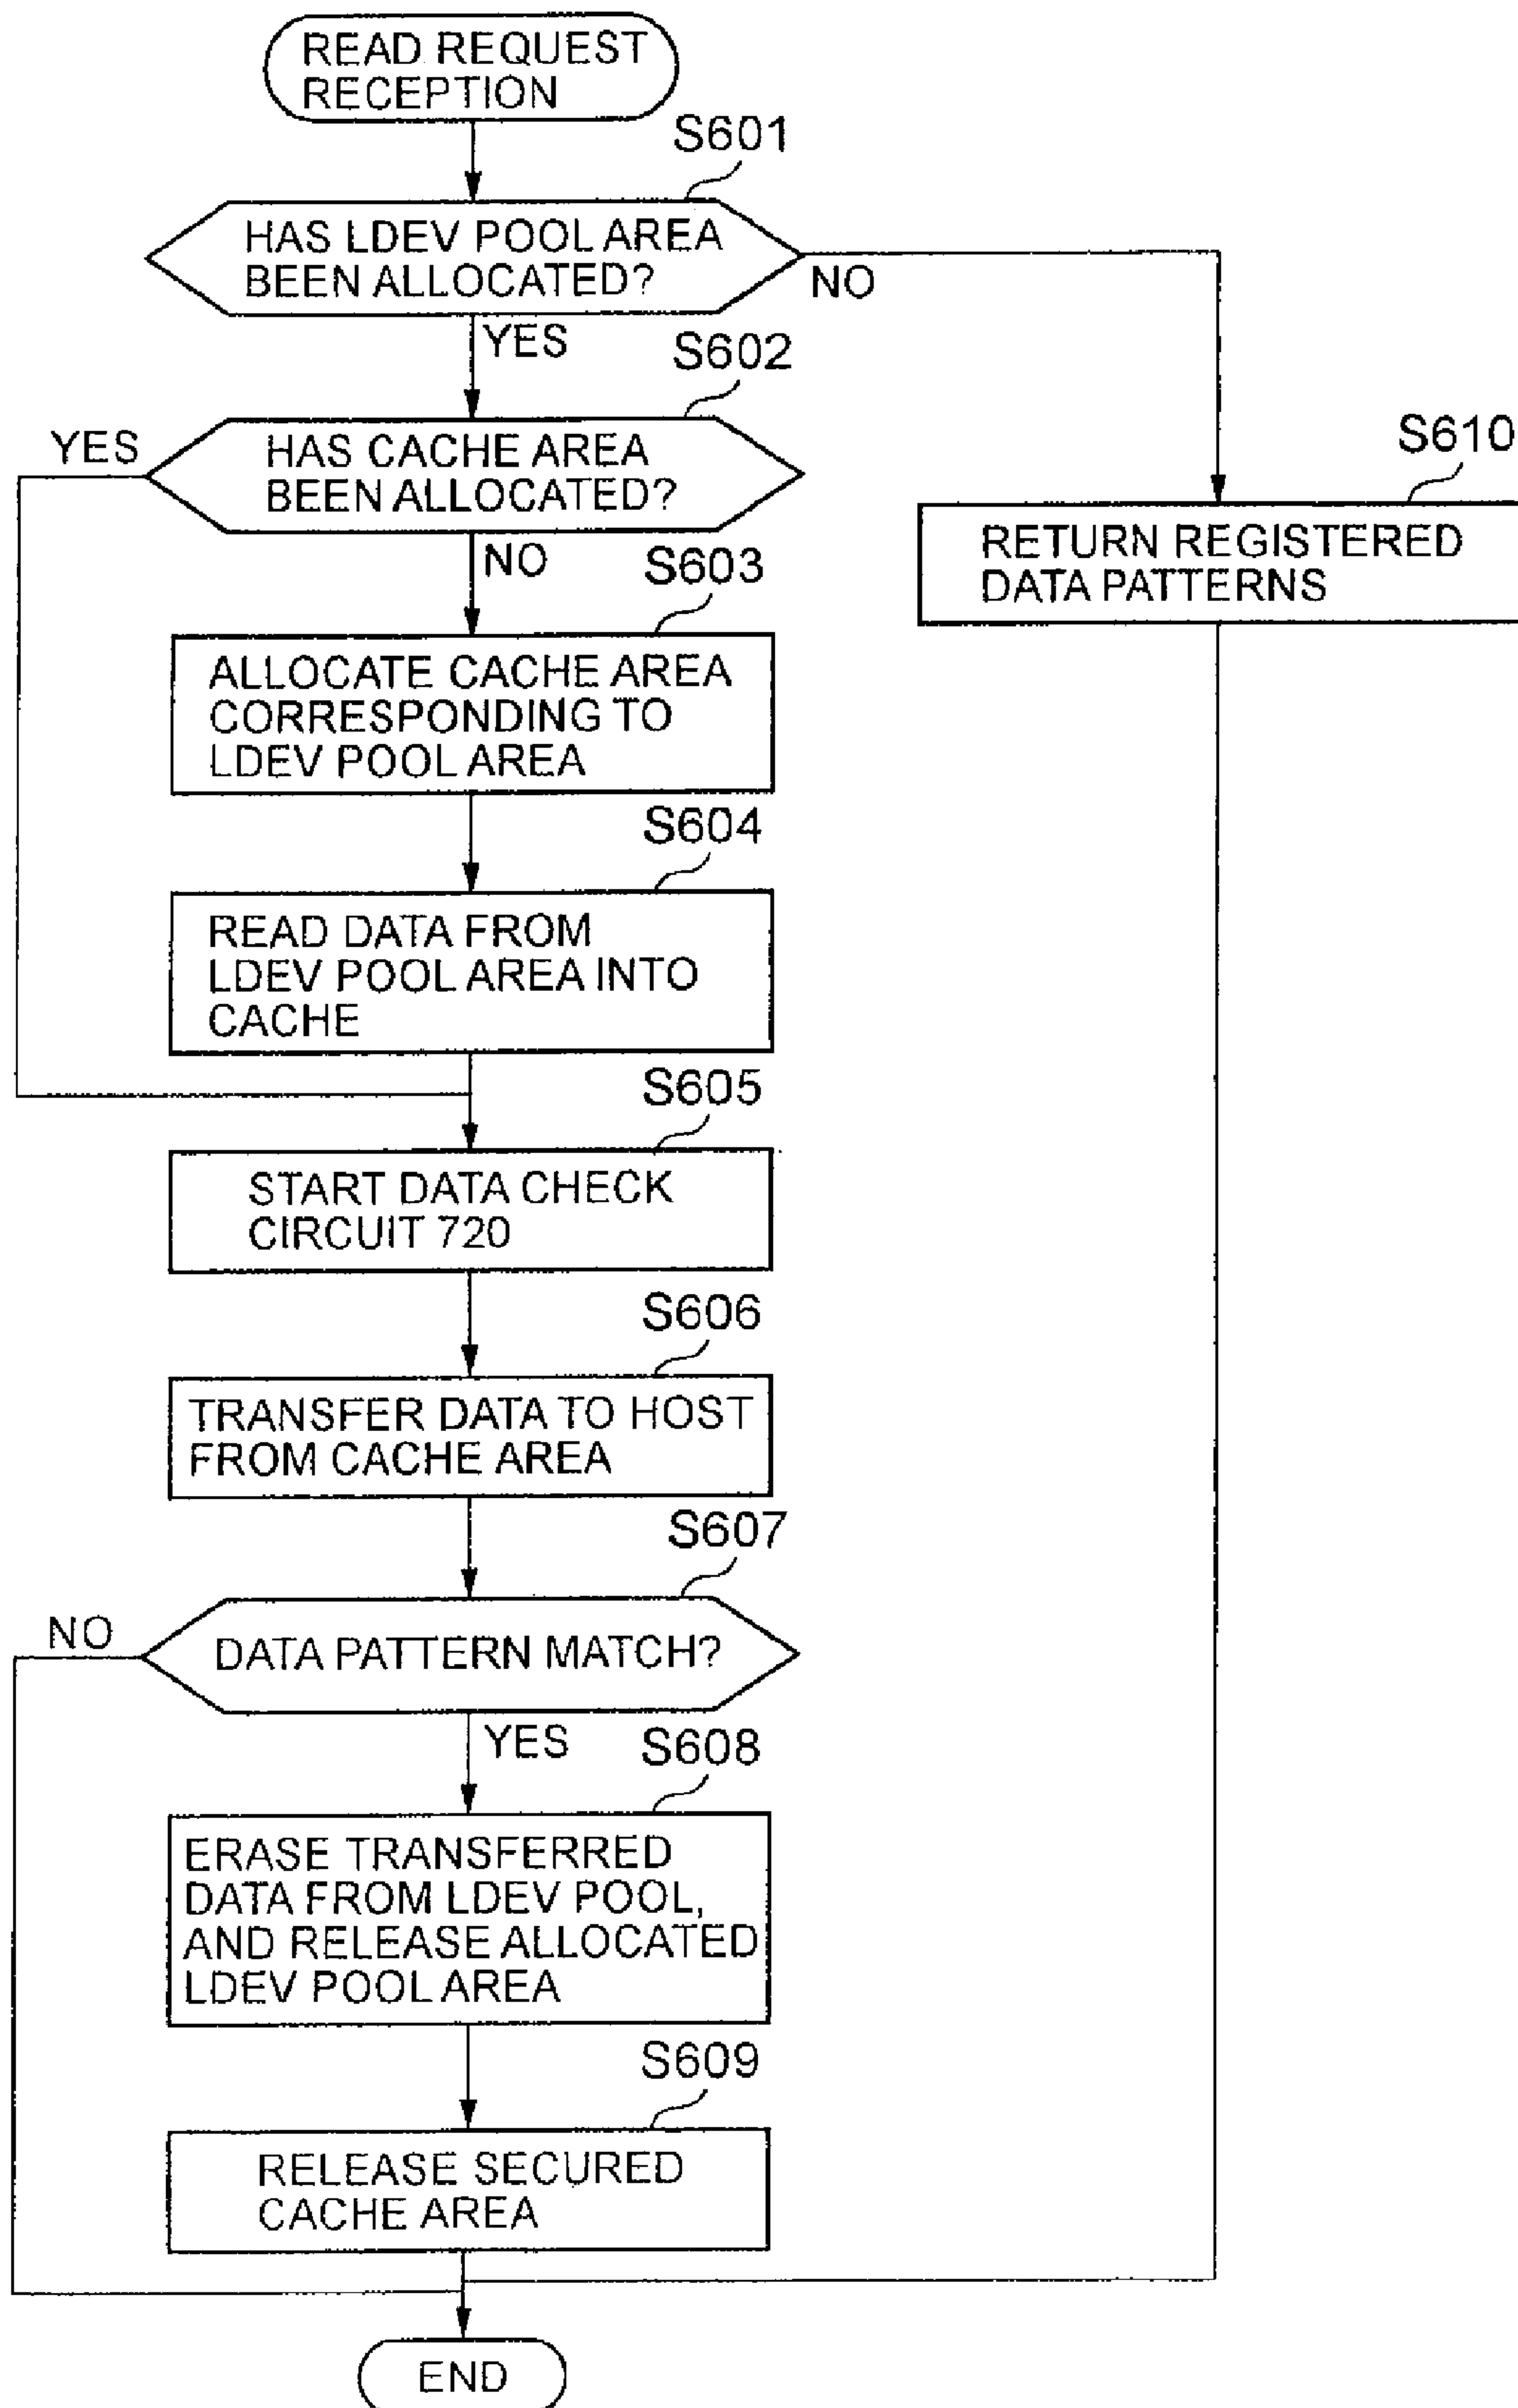 READ REQUEST
RECEPTION
S601
HAS LDEV POOL AREA
BEEN ALLOCATED?
NO
YES
S602
YES
HAS CACHE AREA
BEEN ALLOCATED?
S610
RETURN REGISTERED
DATA PATTERNS
NO
S603
ALLOCATE CACHE AREA
CORRESPONDING TO
LDEV POOL AREA
S604
READ DATA FROM
LDEV POOL AREA INTO
CACHE
S605
START DATA CHECK
CIRCUIT 720
S606
TRANSFER DATA TO HOST
FROM CACHE AREA
S607
NO
DATA PATTERN MATCH?
YES
S608
ERASE TRANSFERRED
DATA FROM LDEV POOL,
AND RELEASE ALLOCATED
LDEV POOL AREA
S609
RELEASE SECURED
CACHE AREA
END